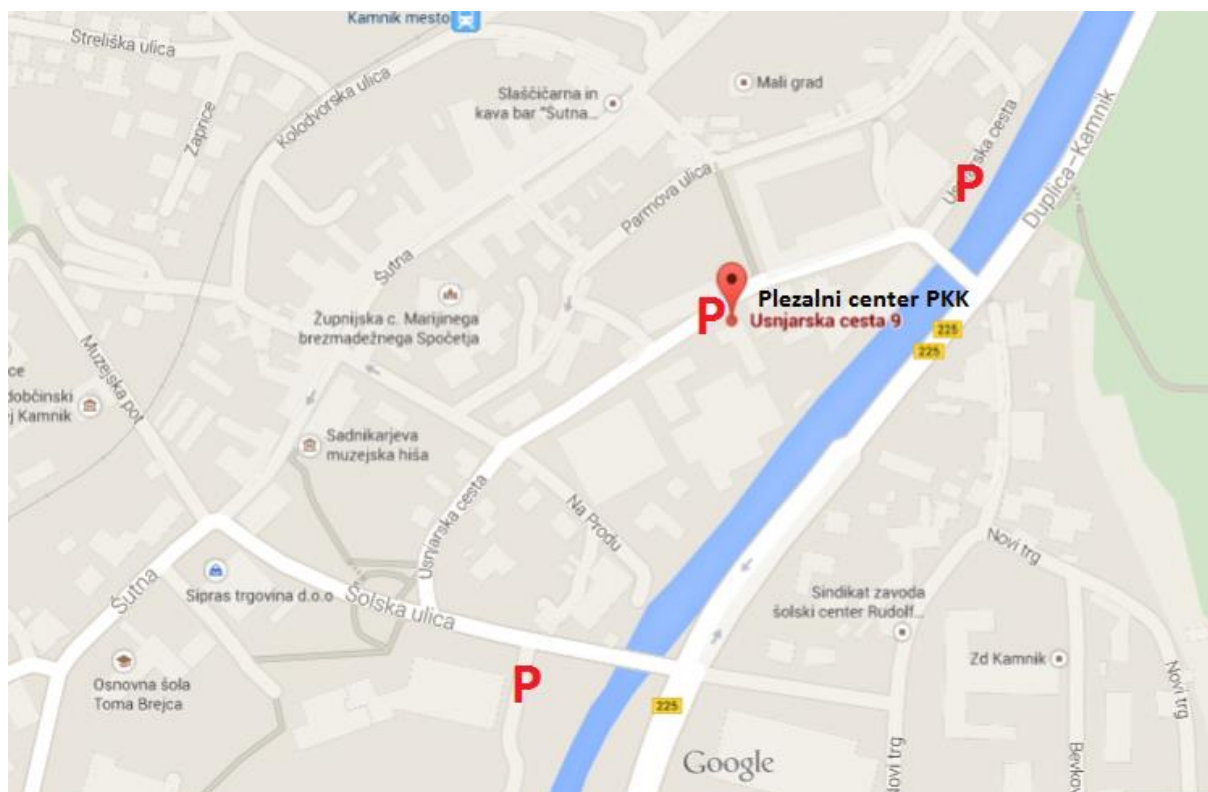 Kamnik mesto
Streliška ulica
Kolodvorska ulica
Zaprice
Slaščičarna in
kava bar "Šutna...
Mali grad
Usnjarska cesta
P
Duplica–Kamnik
Parmova ulica
Šutna
Župnijska c. Marijinega
brezmadežnega Spočetja
P
Plezalni center PKK
Usnjarska cesta 9
225
225
Muzejska pot
Kamnik
Sadnikarjeva
muzejska hiša
Usnjarska cesta
Na Produ
Novi trg
Šutna
Sipras trgovina d.o.o
Šolska ulica
Sindikat zavoda
šolski center Rudolf...
Zd Kamnik
Osnovna šola
Toma Brejca
P
225
Novi trg
Novi trg
Google